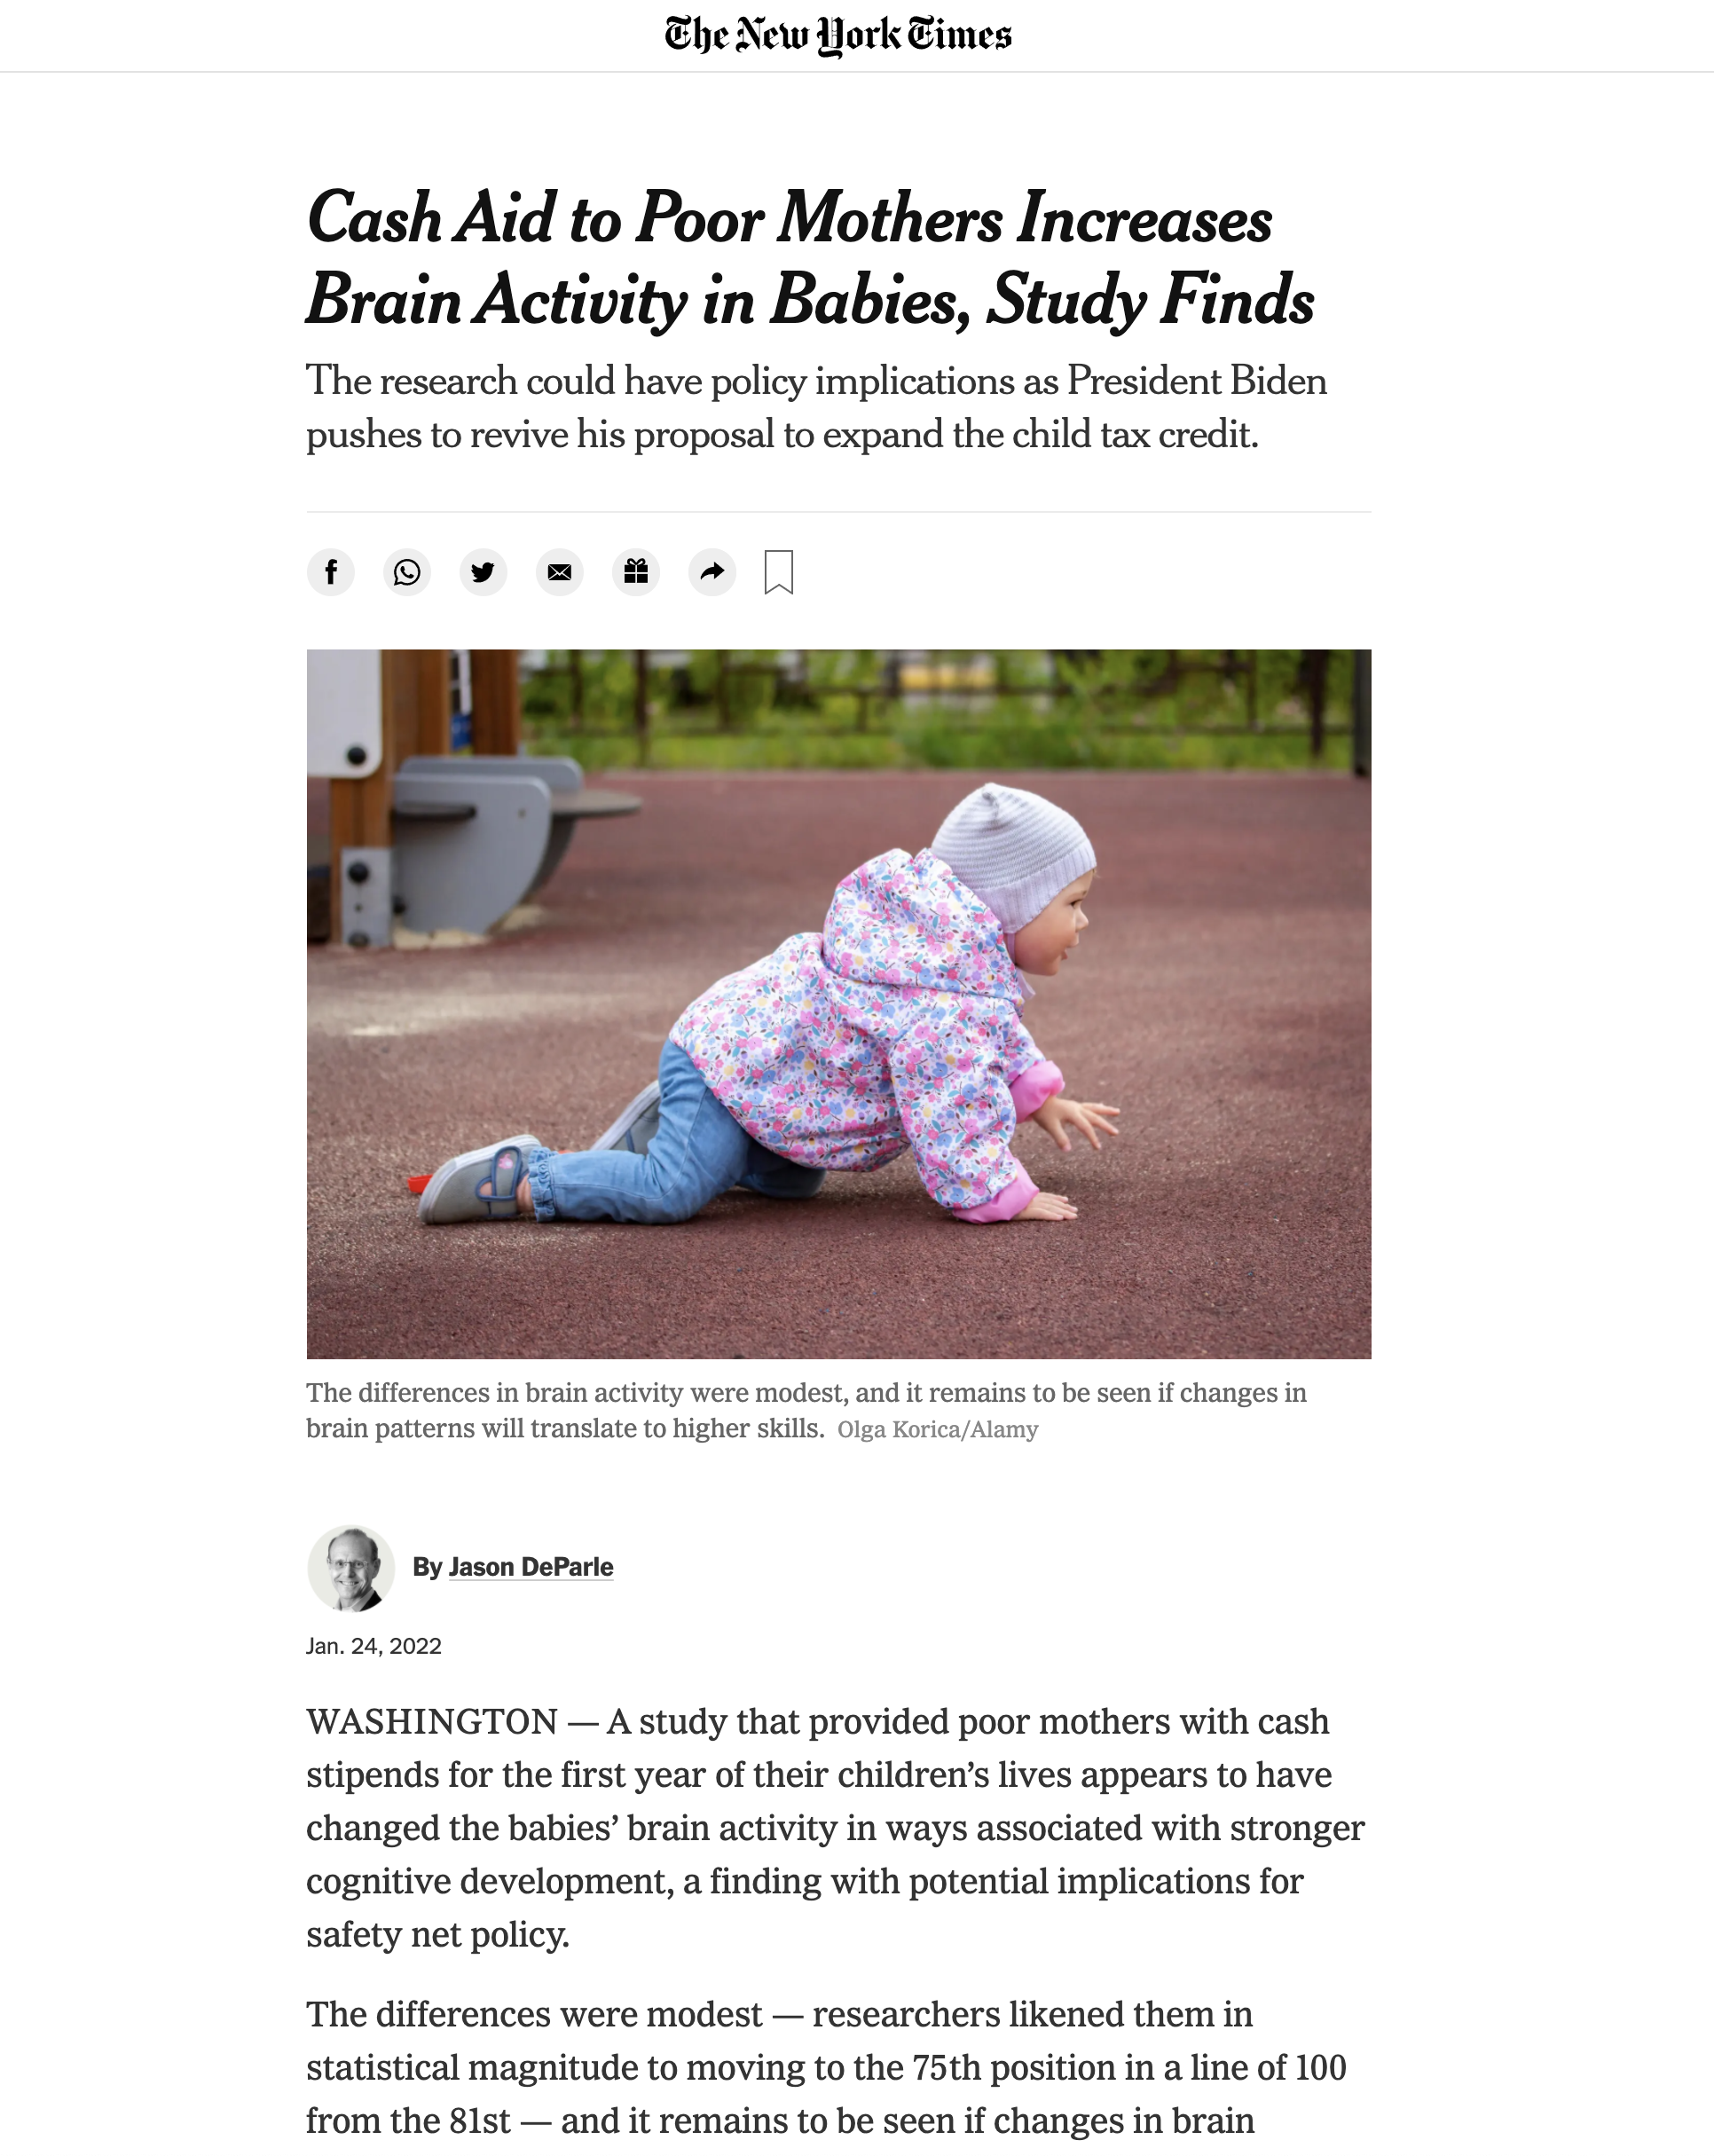 The New York Times
Cash Aid to Poor Mothers Increases
Brain Activity in Babies, Study Finds
The research could have policy implications as President Biden
pushes to revive his proposal to expand the child tax credit.
The differences in brain activity were modest, and it remains to be seen if changes in
brain patterns will translate to higher skills. Olga Korica/Alamy
By Jason DeParle
Jan. 24, 2022
WASHINGTON — A study that provided poor mothers with cash
stipends for the first year of their children’s lives appears to have
changed the babies’ brain activity in ways associated with stronger
cognitive development, a finding with potential implications for
safety net policy.
The differences were modest — researchers likened them in
statistical magnitude to moving to the 75th position in a line of 100
from the 81st — and it remains to be seen if changes in brain